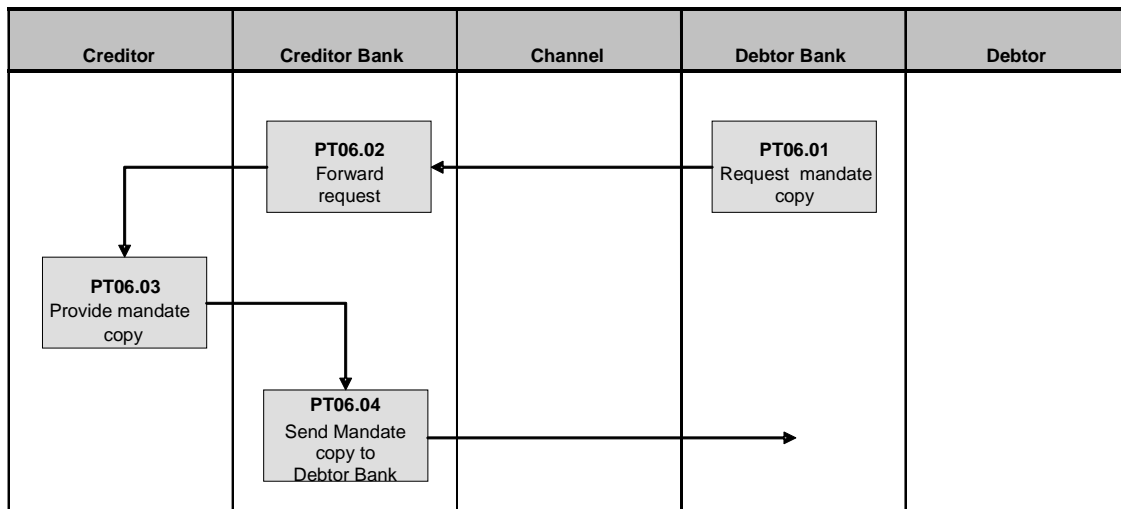 Creditor
Creditor Bank
Channel
Debtor Bank
Debtor
PT06.02
Forward
request
PT06.01
Request mandate
copy
PT06.03
Provide mandate
copy
PT06.04
Send Mandate
copy to
Debtor Bank